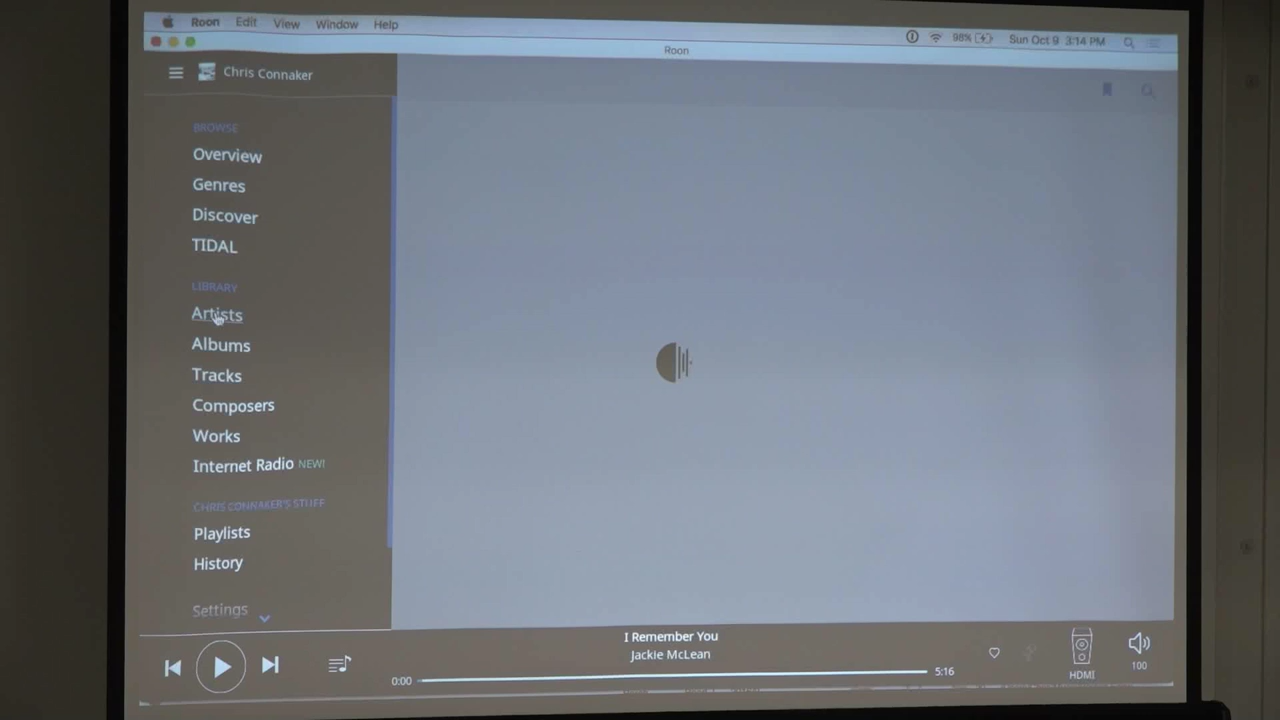 Roon Edit View Window Help
98% Sun Oct 9 3:14 PM
Roon
Chris Connaker
BROWSE
Overview
Genres
Discover
TIDAL
LIBRARY
Artists
Albums
Tracks
Composers
Works
Internet Radio NEW!
CHRIS CONNAKER'S STUFF
Playlists
History
Settings
I Remember You
Jackie McLean
0:00
5:16
HDMI
100